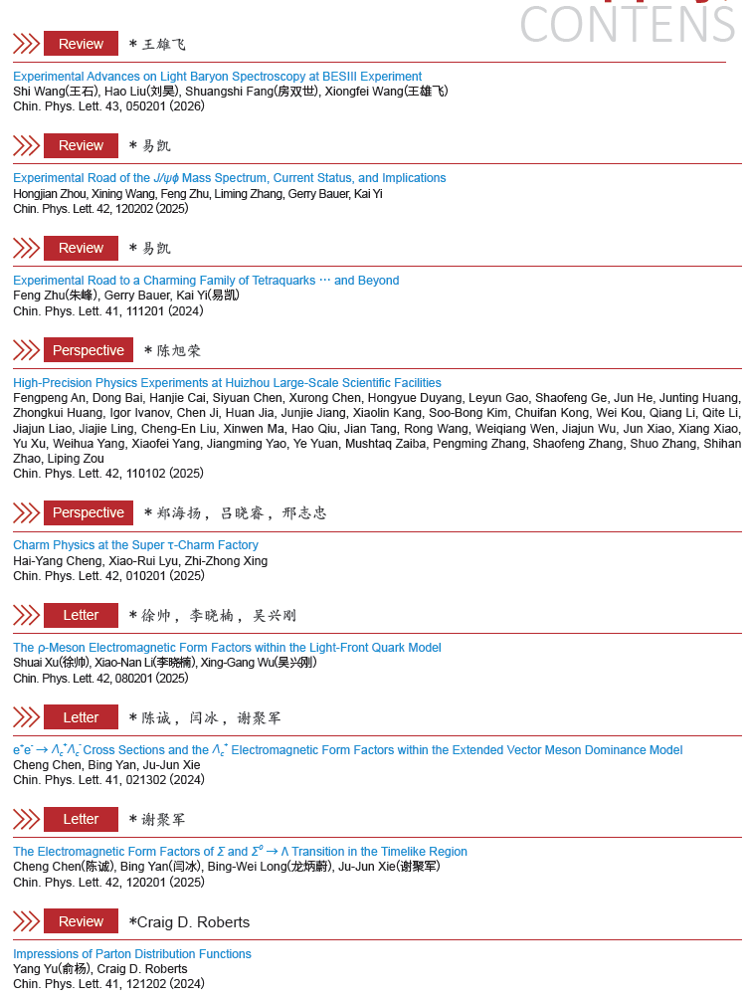 CONTENS
Review *王雄飞
Experimental Advances on Light Baryon Spectroscopy at BESIII Experiment
Shi Wang(王石), Hao Liu(刘昊), Shuangshi Fang(房双世), Xiongfei Wang(王雄飞)
Chin. Phys. Lett. 43, 050201 (2026)
Review *易凯
Experimental Road of the J/ψϕ Mass Spectrum, Current Status, and Implications
Hongjian Zhou, Xining Wang, Feng Zhu, Liming Zhang, Gerry Bauer, Kai Yi
Chin. Phys. Lett. 42, 120202 (2025)
Review *易凯
Experimental Road to a Charming Family of Tetraquarks ⋯ and Beyond
Feng Zhu(朱峰), Gerry Bauer, Kai Yi(易凯)
Chin. Phys. Lett. 41, 111201 (2024)
Perspective *陈旭荣
High-Precision Physics Experiments at Huizhou Large-Scale Scientific Facilities
Fengpeng An, Dong Bai, Hanjie Cai, Siyuan Chen, Xurong Chen, Hongyue Duyang, Leyun Gao, Shaofeng Ge, Jun He, Junting Huang,
Zhongkui Huang, Igor Ivanov, Chen Ji, Huan Jia, Junjie Jiang, Xiaolin Kang, Soo-Bong Kim, Chuifan Kong, Wei Kou, Qiang Li, Qite Li,
Jiajun Liao, Jiajie Ling, Cheng-En Liu, Xinwen Ma, Hao Qiu, Jian Tang, Rong Wang, Weiqiang Wen, Jiajun Wu, Jun Xiao, Xiang Xiao,
Yu Xu, Weihua Yang, Xiaofei Yang, Jiangming Yao, Ye Yuan, Mushtaq Zaiba, Pengming Zhang, Shaofeng Zhang, Shuo Zhang, Shihan
Zhao, Liping Zou
Chin. Phys. Lett. 42, 110102 (2025)
Perspective *郑海扬，吕晓睿，邢志忠
Charm Physics at the Super τ-Charm Factory
Hai-Yang Cheng, Xiao-Rui Lyu, Zhi-Zhong Xing
Chin. Phys. Lett. 42, 010201 (2025)
Letter *徐帅，李晓楠，吴兴刚
The ρ-Meson Electromagnetic Form Factors within the Light-Front Quark Model
Shuai Xu(徐帅), Xiao-Nan Li(李晓楠), Xing-Gang Wu(吴兴刚)
Chin. Phys. Lett. 42, 080201 (2025)
Letter *陈诚，闫冰，谢聚军
e⁺e⁻→Λc⁺Λc⁻ Cross Sections and the Λc⁺ Electromagnetic Form Factors within the Extended Vector Meson Dominance Model
Cheng Chen, Bing Yan, Ju-Jun Xie
Chin. Phys. Lett. 41, 021302 (2024)
Letter *谢聚军
The Electromagnetic Form Factors of Σ and Σ⁰ → Λ Transition in the Timelike Region
Cheng Chen(陈诚), Bing Yan(闫冰), Bing-Wei Long(龙炳蔚), Ju-Jun Xie(谢聚军)
Chin. Phys. Lett. 42, 120201 (2025)
Review *Craig D. Roberts
Impressions of Parton Distribution Functions
Yang Yu(俞杨), Craig D. Roberts
Chin. Phys. Lett. 41, 121202 (2024)